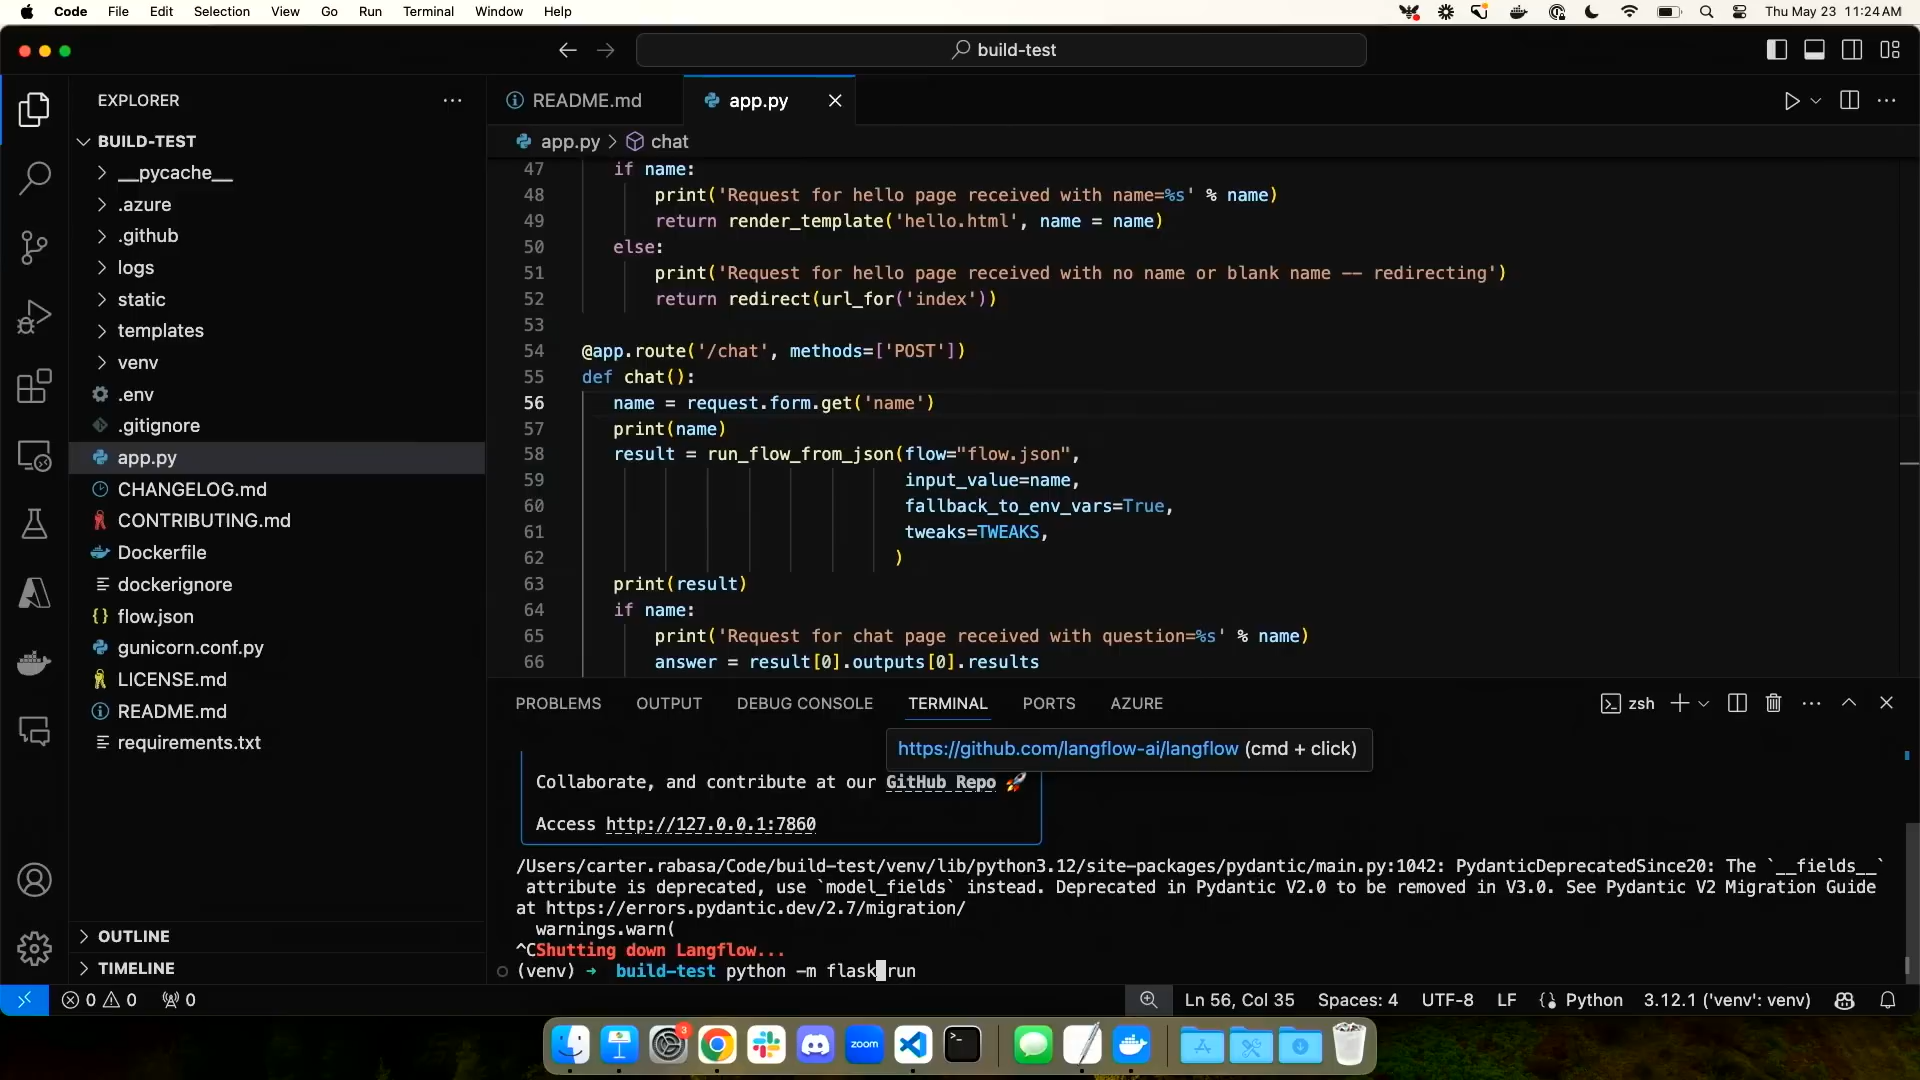 Code File Edit Selection View Go Run Terminal Window Help
Thu May 23 11:24 AM
build-test
EXPLORER
BUILD-TEST
__pycache__
.azure
.github
logs
static
templates
venv
.env
.gitignore
app.py
CHANGELOG.md
CONTRIBUTING.md
Dockerfile
dockerignore
flow.json
gunicorn.conf.py
LICENSE.md
README.md
requirements.txt
OUTLINE
TIMELINE
README.md
app.py
app.py > chat
47 if name:
48 print('Request for hello page received with name=%s' % name)
49 return render_template('hello.html', name = name)
50 else:
51 print('Request for hello page received with no name or blank name -- redirecting')
52 return redirect(url_for('index'))
53
54 @app.route('/chat', methods=['POST'])
55 def chat():
56 name = request.form.get('name')
57 print(name)
58 result = run_flow_from_json(flow="flow.json",
59 input_value=name,
60 fallback_to_env_vars=True,
61 tweaks=TWEAKS,
62 )
63 print(result)
64 if name:
65 print('Request for chat page received with question=%s' % name)
66 answer = result[0].outputs[0].results
PROBLEMS OUTPUT DEBUG CONSOLE TERMINAL PORTS AZURE
zsh
https://github.com/langflow-ai/langflow (cmd + click)
Collaborate, and contribute at our GitHub Repo 🚀
Access http://127.0.0.1:7860
/Users/carter.rabasa/Code/build-test/venv/lib/python3.12/site-packages/pydantic/main.py:1042: PydanticDeprecatedSince20: The `__fields__`
attribute is deprecated, use `model_fields` instead. Deprecated in Pydantic V2.0 to be removed in V3.0. See Pydantic V2 Migration Guide
at https://errors.pydantic.dev/2.7/migration/
warnings.warn(
^CShutting down Langflow...
(venv) ➜ build-test python -m flask run
0 0 0
Ln 56, Col 35 Spaces: 4 UTF-8 LF Python 3.12.1 ('venv': venv)
3
zoom